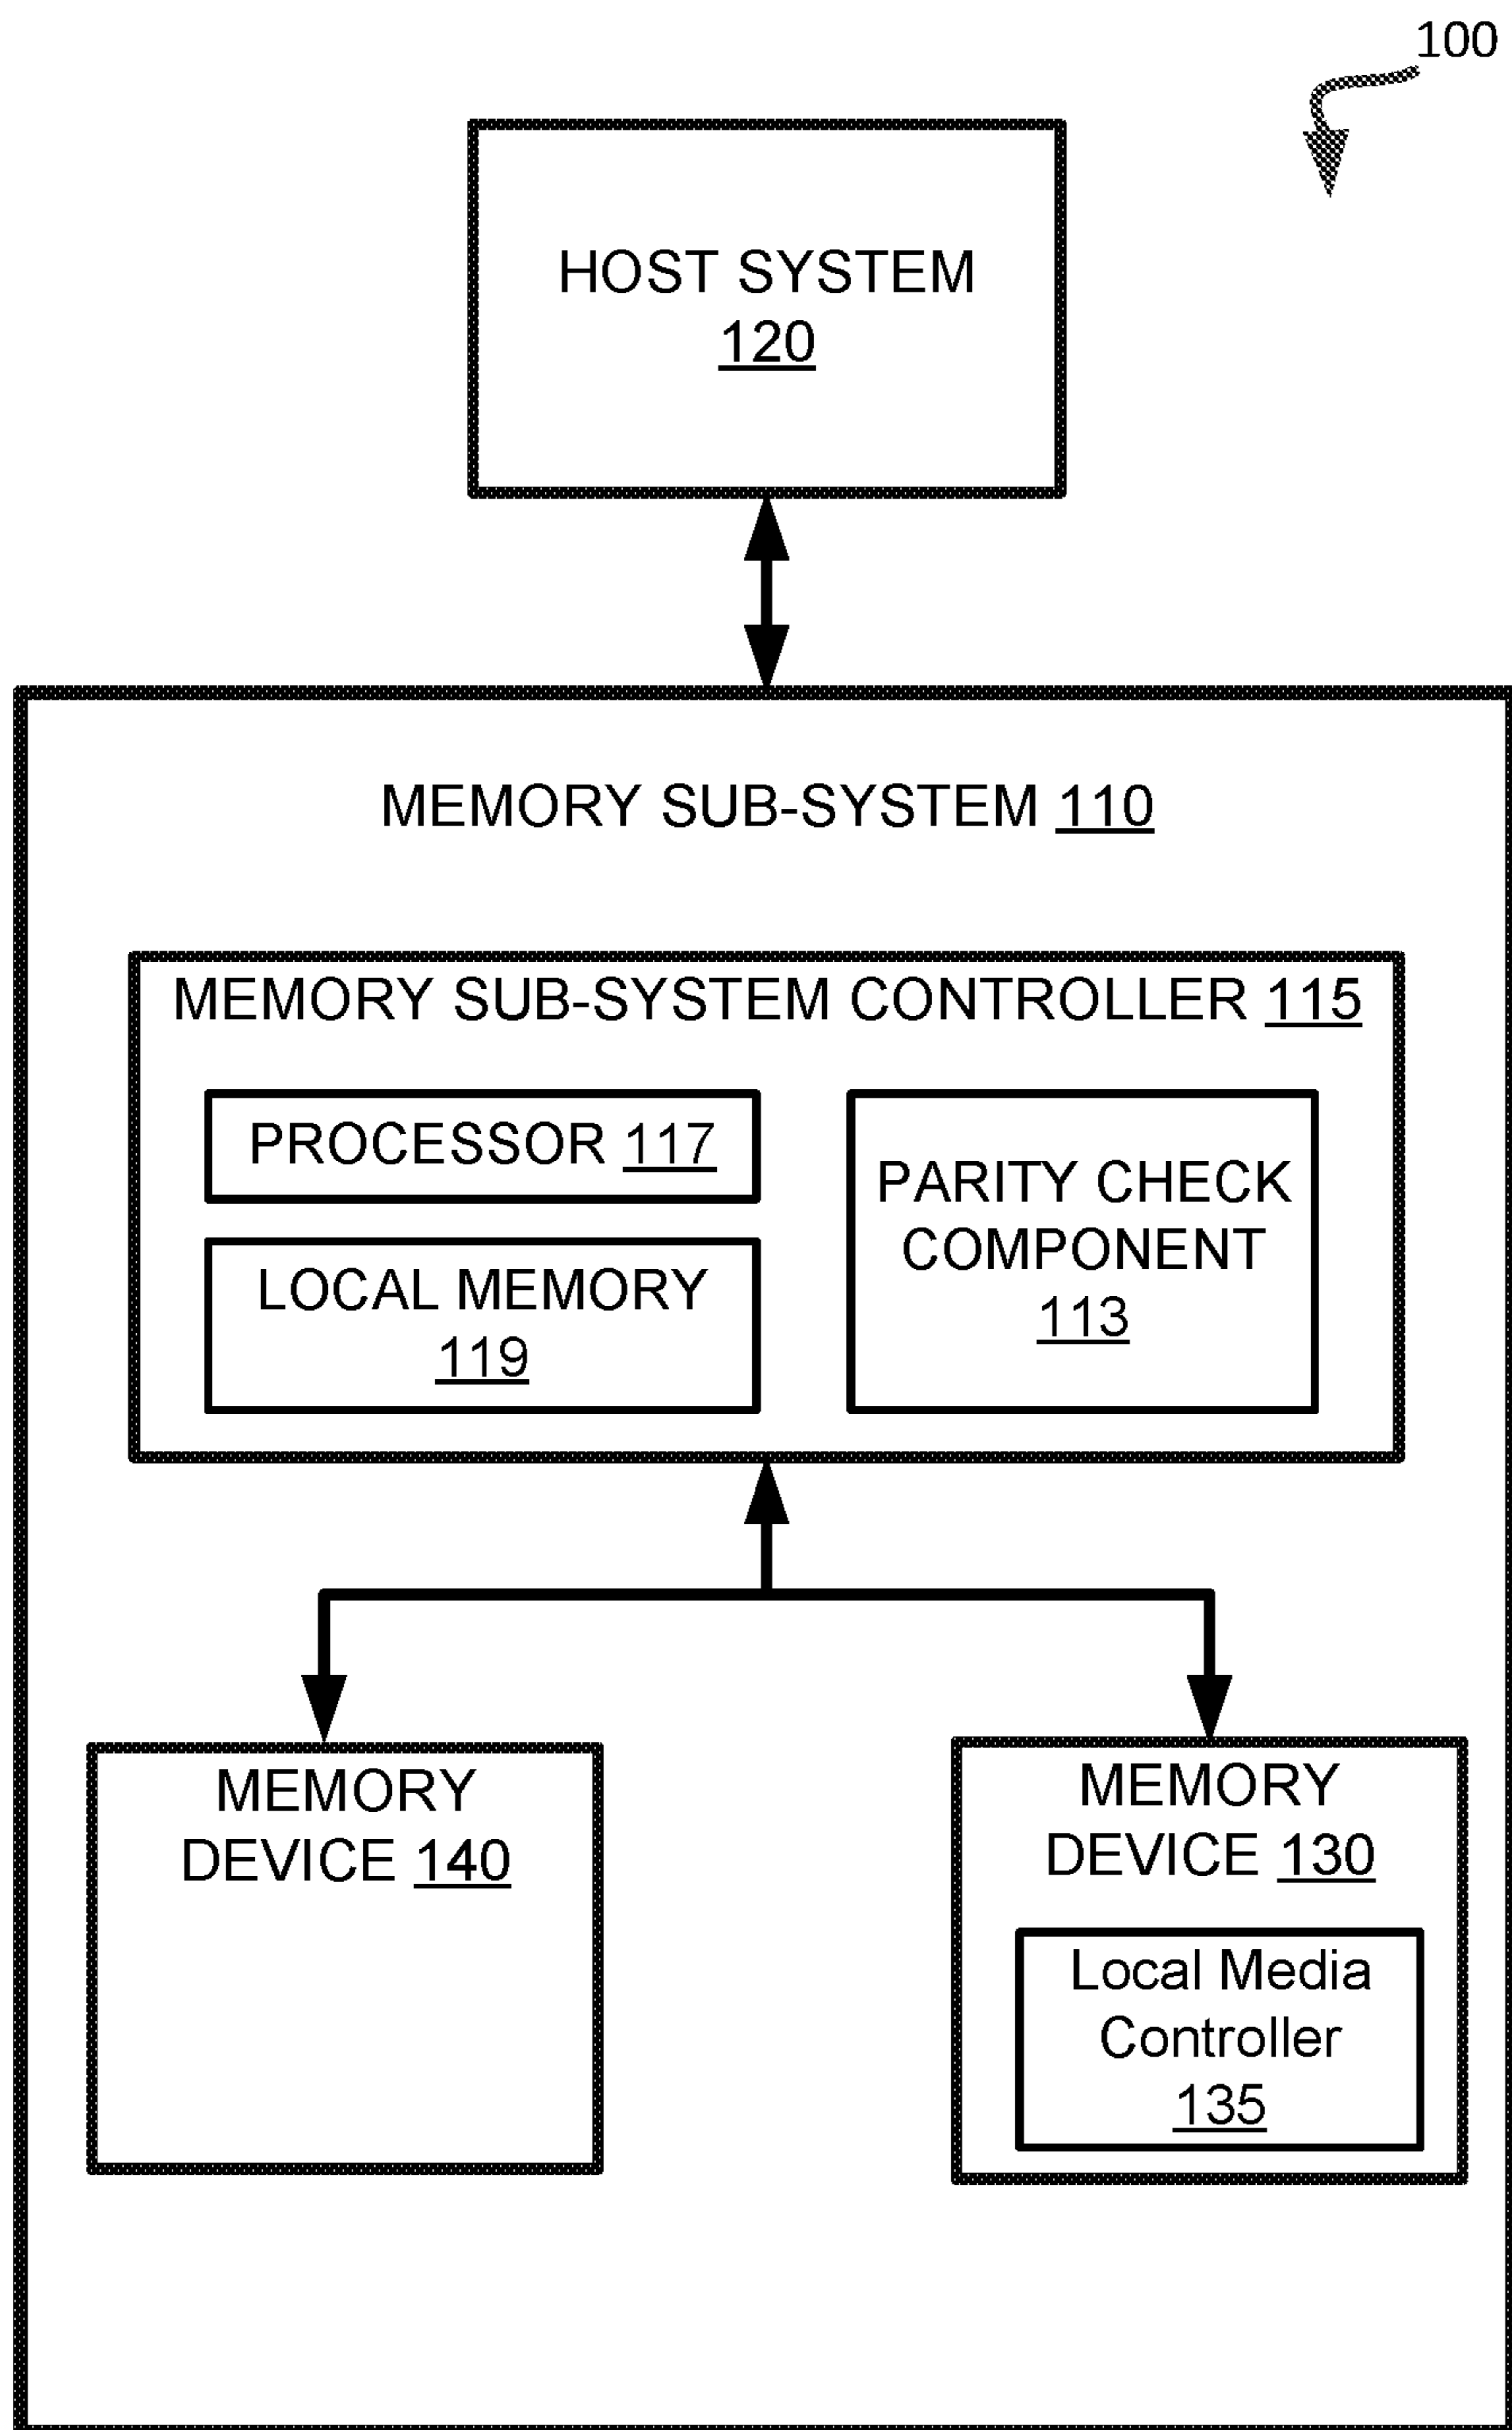 100
HOST SYSTEM
120
MEMORY SUB-SYSTEM 110
MEMORY SUB-SYSTEM CONTROLLER 115
PROCESSOR 117
LOCAL MEMORY
119
PARITY CHECK
COMPONENT
113
MEMORY
DEVICE 140
MEMORY
DEVICE 130
Local Media
Controller
135